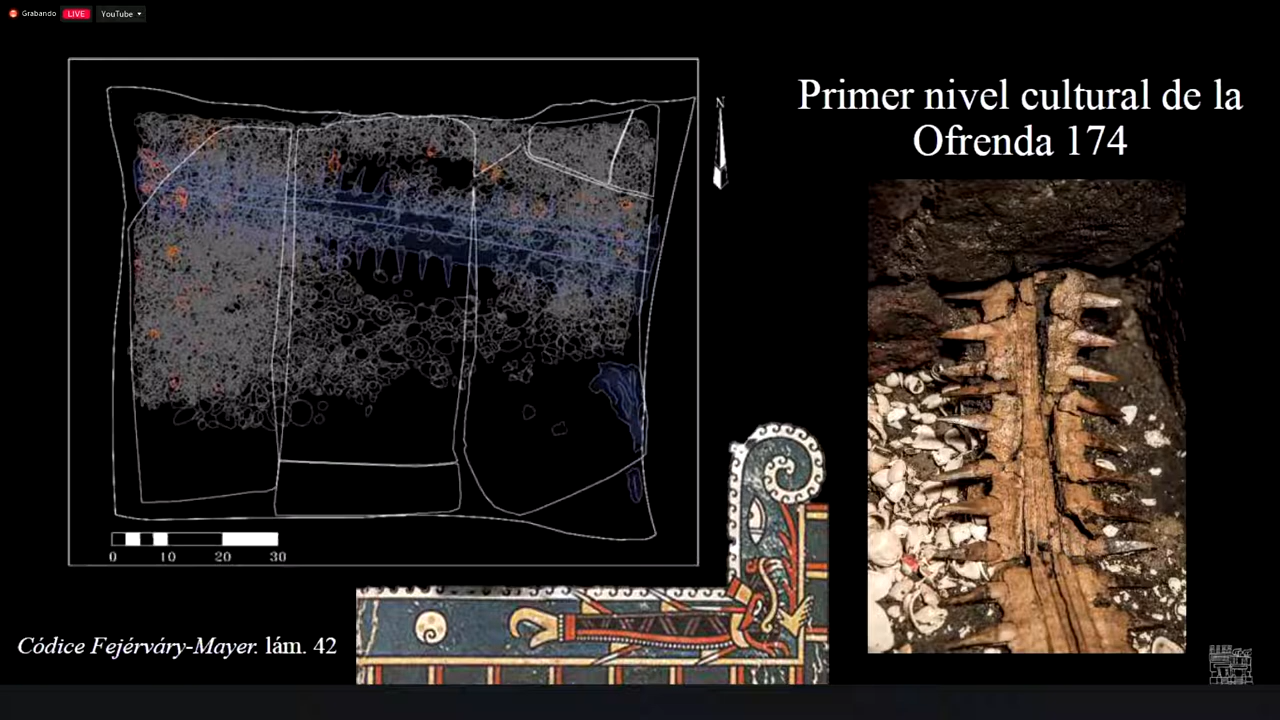 Grabando
LIVE
YouTube
Primer nivel cultural de la
Ofrenda 174
N
0 10 20 30
Códice Fejérváry-Mayer. lám. 42